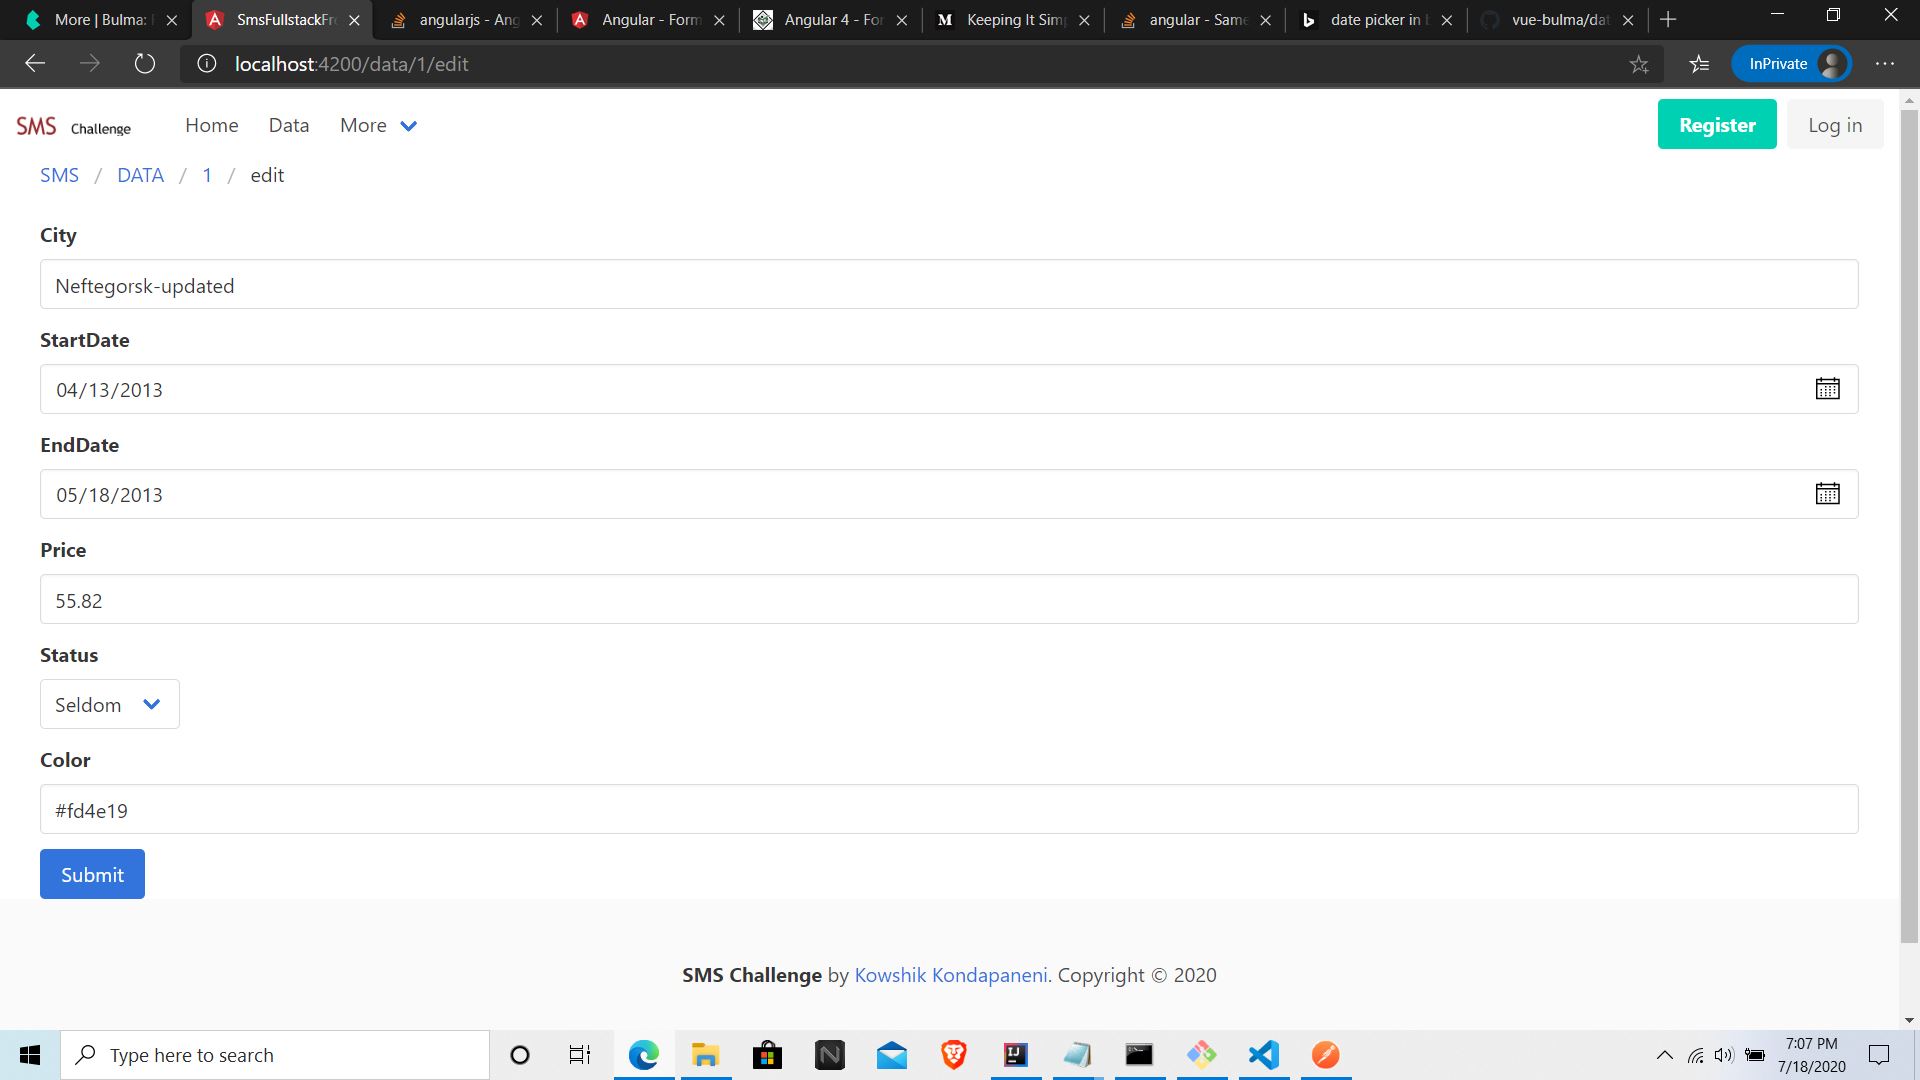 More | Bulma:
SmsFullstackFr
angularjs - Ang
Angular - Form
Angular 4 - For
Keeping It Simp
angular - Same
date picker in
vue-bulma/dat
localhost:4200/data/1/edit
InPrivate
SMS Challenge
Home
Data
More
Register
Log in
SMS / DATA / 1 / edit
City
Neftegorsk-updated
StartDate
04/13/2013
EndDate
05/18/2013
Price
55.82
Status
Seldom
Color
#fd4e19
Submit
SMS Challenge by Kowshik Kondapaneni. Copyright © 2020
Type here to search
7:07 PM
7/18/2020